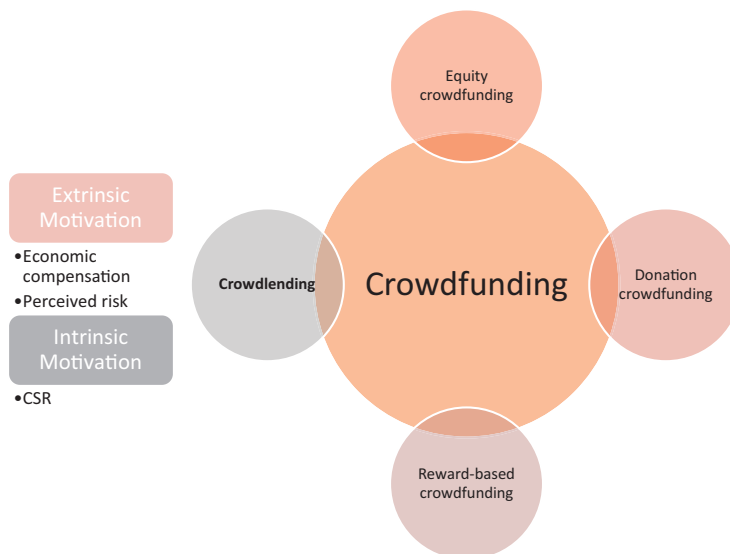 Equity
crowdfunding
Extrinsic
Motivation
•Economic
compensation
•Perceived risk
Intrinsic
Motivation
•CSR
Crowdlending
Crowdfunding
Donation
crowdfunding
Reward-based
crowdfunding